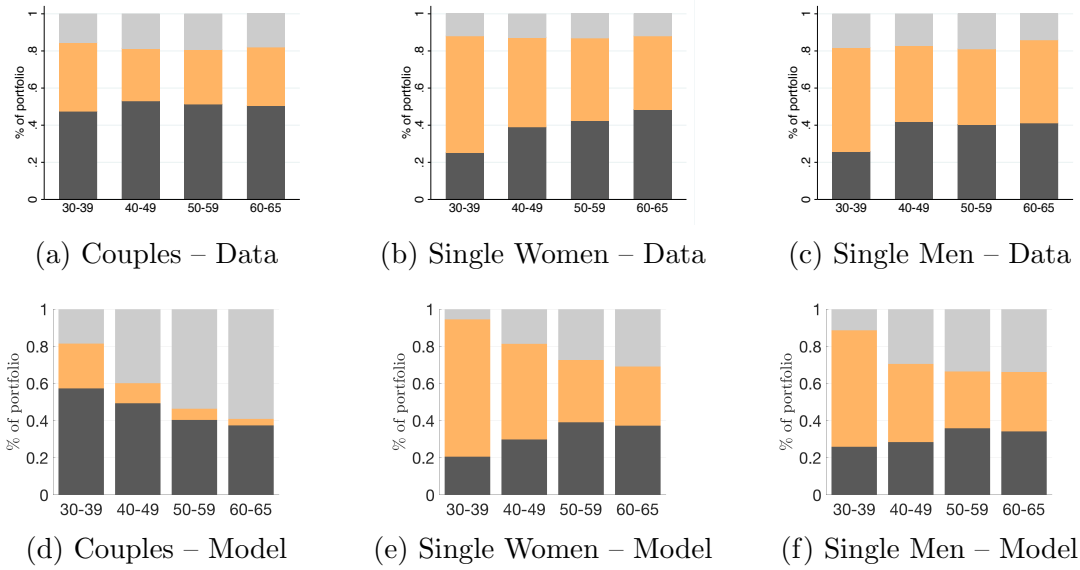 % of portfolio
0 .2 .4 .6 .8 1
30-39 40-49 50-59 60-65
(a) Couples – Data
% of portfolio
0 .2 .4 .6 .8 1
30-39 40-49 50-59 60-65
(b) Single Women – Data
% of portfolio
0 .2 .4 .6 .8 1
30-39 40-49 50-59 60-65
(c) Single Men – Data
% of portfolio
1
0.8
0.6
0.4
0.2
0
30-39 40-49 50-59 60-65
(d) Couples – Model
% of portfolio
1
0.8
0.6
0.4
0.2
0
30-39 40-49 50-59 60-65
(e) Single Women – Model
% of portfolio
1
0.8
0.6
0.4
0.2
0
30-39 40-49 50-59 60-65
(f) Single Men – Model